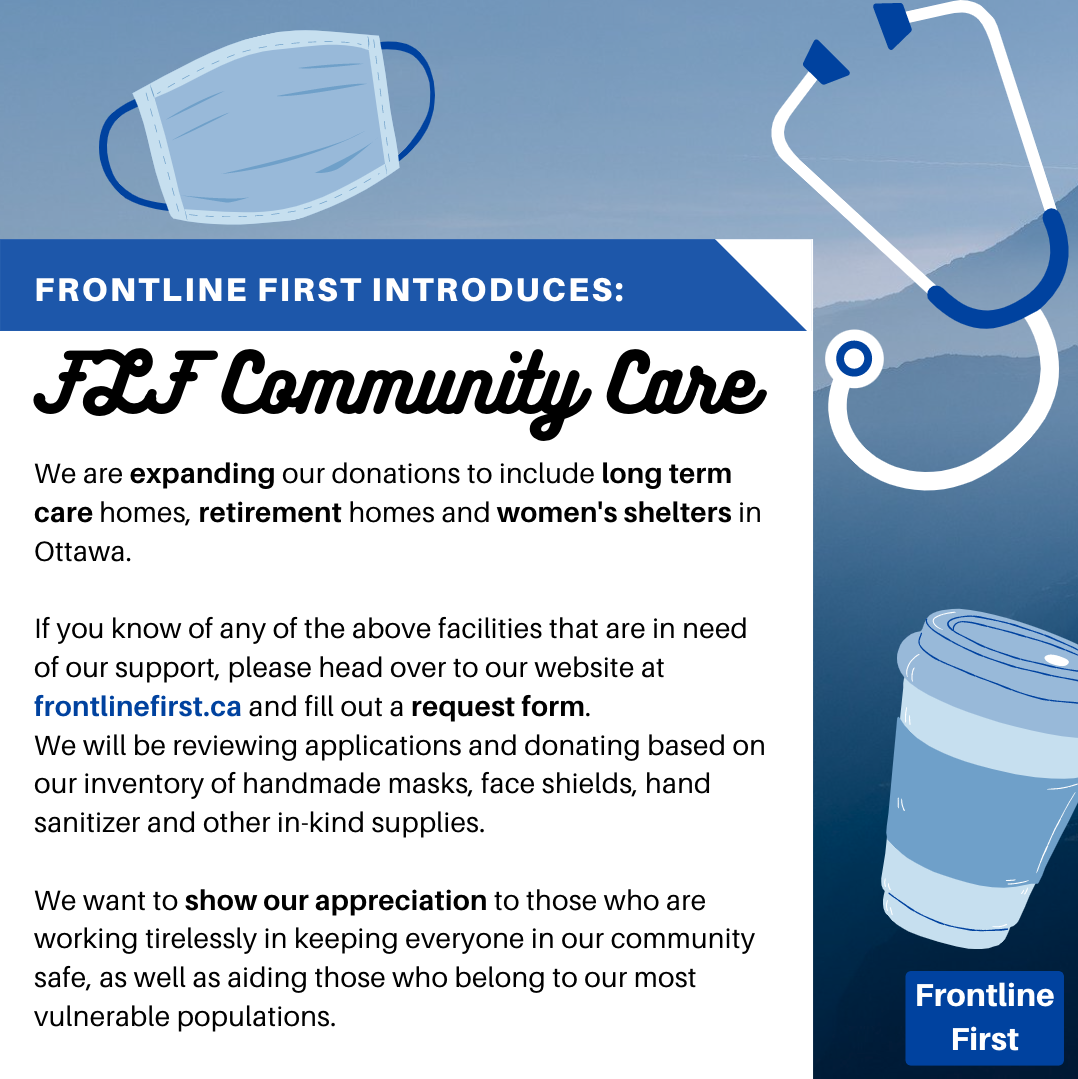 FRONTLINE FIRST INTRODUCES:
FLF Community Care
We are expanding our donations to include long term
care homes, retirement homes and women's shelters in
Ottawa.
If you know of any of the above facilities that are in need
of our support, please head over to our website at
frontlinefirst.ca and fill out a request form.
We will be reviewing applications and donating based on
our inventory of handmade masks, face shields, hand
sanitizer and other in-kind supplies.
We want to show our appreciation to those who are
working tirelessly in keeping everyone in our community
safe, as well as aiding those who belong to our most
vulnerable populations.
Frontline
First